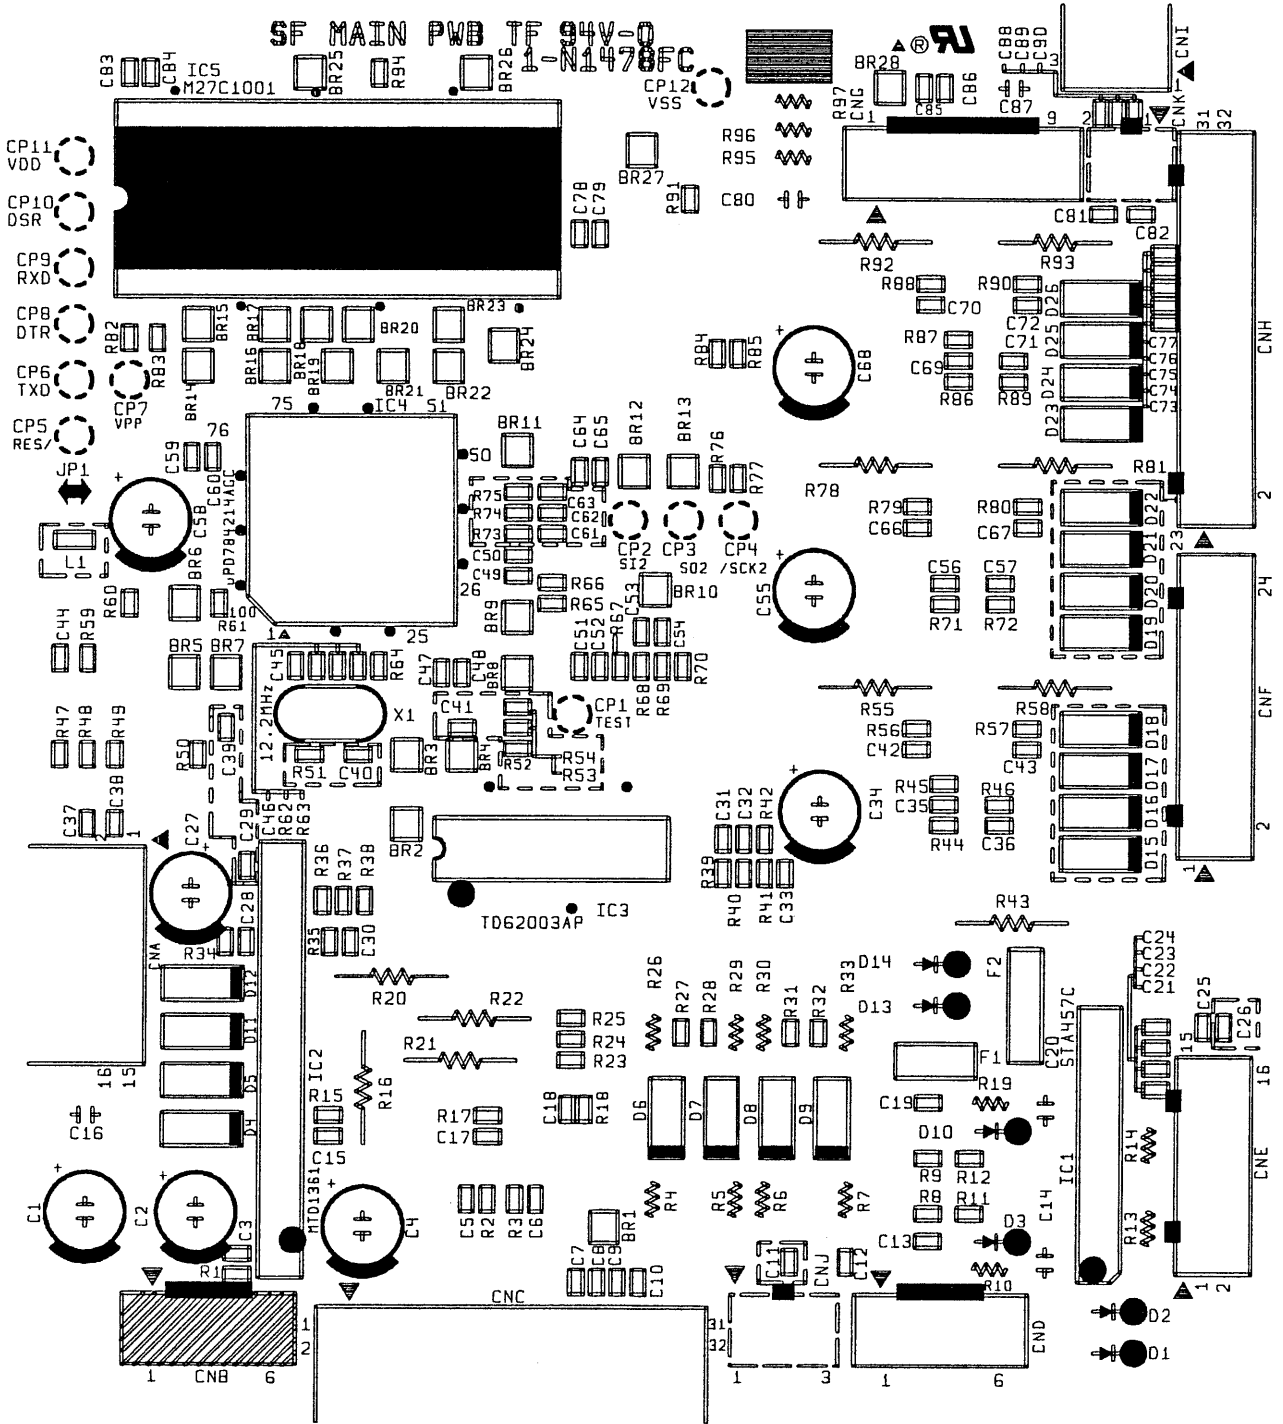 SF MAIN PWB TF 94V-0
1-N1478FC
C83
C84
IC5
M27C1001
BR25
R94
BR26
CP12
VSS
R97
CNG
BR28
C85
C86
C88
C89
C90
3
C87
CNI
1
CNK
2
1
31
32
1
9
R96
R95
C80
BR27
R91
C78
C79
C81
C82
CP11
VDD
CP10
DSR
CP9
RXD
CP8
DTR
CP6
TXD
CP7
VPP
CP5
RES/
JP1
L1
R82
R83
BR15
BR17
BR18
BR20
BR23
BR24
BR14
BR16
BR19
BR21
BR22
R84
R85
C68
R92
R93
R88
C70
R90
C72
C71
R87
C69
R86
R89
D26
D25
D24
D23
C77
C76
C75
C74
C73
CNH
75
IC4
51
50
76
C59
C60
C58
BR6
UPD784214HAGC
100
1
25
26
BR11
C64
C65
BR12
BR13
R76
R77
R75
R74
R73
C50
C49
C63
C62
C61
R66
R65
CP2
SI2
CP3
SO2
CP4
/SCK2
BR9
C53
BR10
C54
C55
R78
R81
R79
C66
R80
C67
C56
R71
C57
R72
D22
D21
D20
D19
2
23
24
R60
R61
C44
R59
BR5
BR7
C45
R64
C47
C48
BR8
C51
C52
R67
R68
R69
R70
12.2MHz
X1
C41
CP1
TEST
R47
R48
R49
R50
C39
R51
C40
BR3
BR4
R52
R54
R53
R55
R58
R56
C42
R57
C43
R45
C35
R44
R46
C36
D18
D17
D16
D15
CNF
2
1
C37
C38
1
C27
C29
C46
R62
R63
BR2
C31
C32
R42
C34
R39
R40
R41
C33
TD62003AP
IC3
R36
R37
R38
C28
R34
R35
C30
CNA
16
15
D12
D11
D5
D4
R20
R22
R21
R16
IC2
R15
C15
R17
C17
R25
R24
R23
C18
R18
R26
R27
R28
R29
R30
R31
R32
R33
D6
D7
D8
D9
R43
D14
D13
F2
F1
C20
STA457C
C24
C23
C22
C21
C25
C26
15
16
R19
C19
D10
R9
R12
R8
R11
C13
D3
R10
C14
IC1
R14
R13
CNE
1
2
C16
C1
C2
C3
R1
MTD1361
C4
C5
R2
R3
C6
BR1
C7
C8
C9
C10
R4
R5
R6
R7
C11
CNJ
C12
CNC
1
2
31
32
1
CNB
6
1
3
1
6
CND
D2
D1